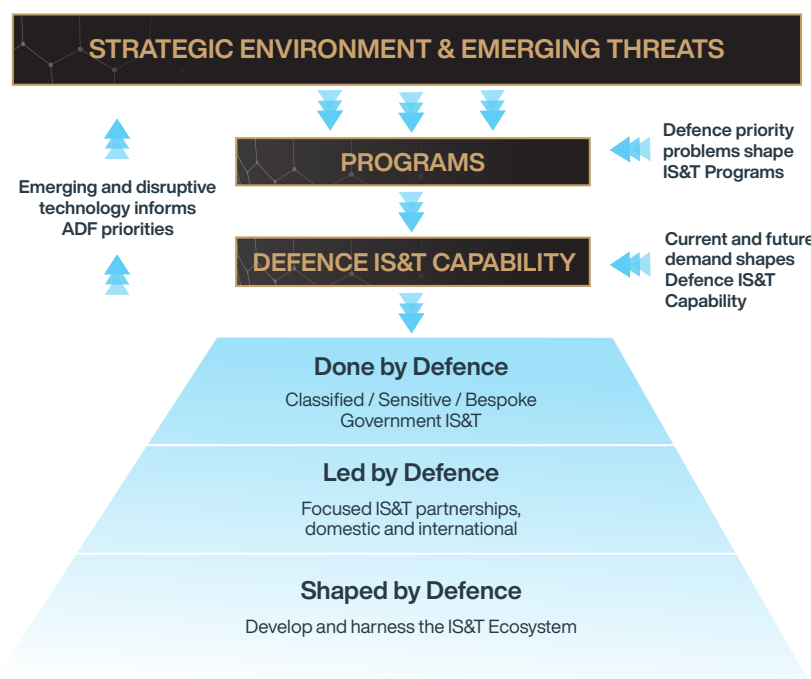 STRATEGIC ENVIRONMENT & EMERGING THREATS
Defence priority
problems shape
IS&T Programs
PROGRAMS
Emerging and disruptive
technology informs
ADF priorities
Current and future
demand shapes
Defence IS&T
Capability
DEFENCE IS&T CAPABILITY
Done by Defence
Classified / Sensitive / Bespoke
Government IS&T
Led by Defence
Focused IS&T partnerships,
domestic and international
Shaped by Defence
Develop and harness the IS&T Ecosystem